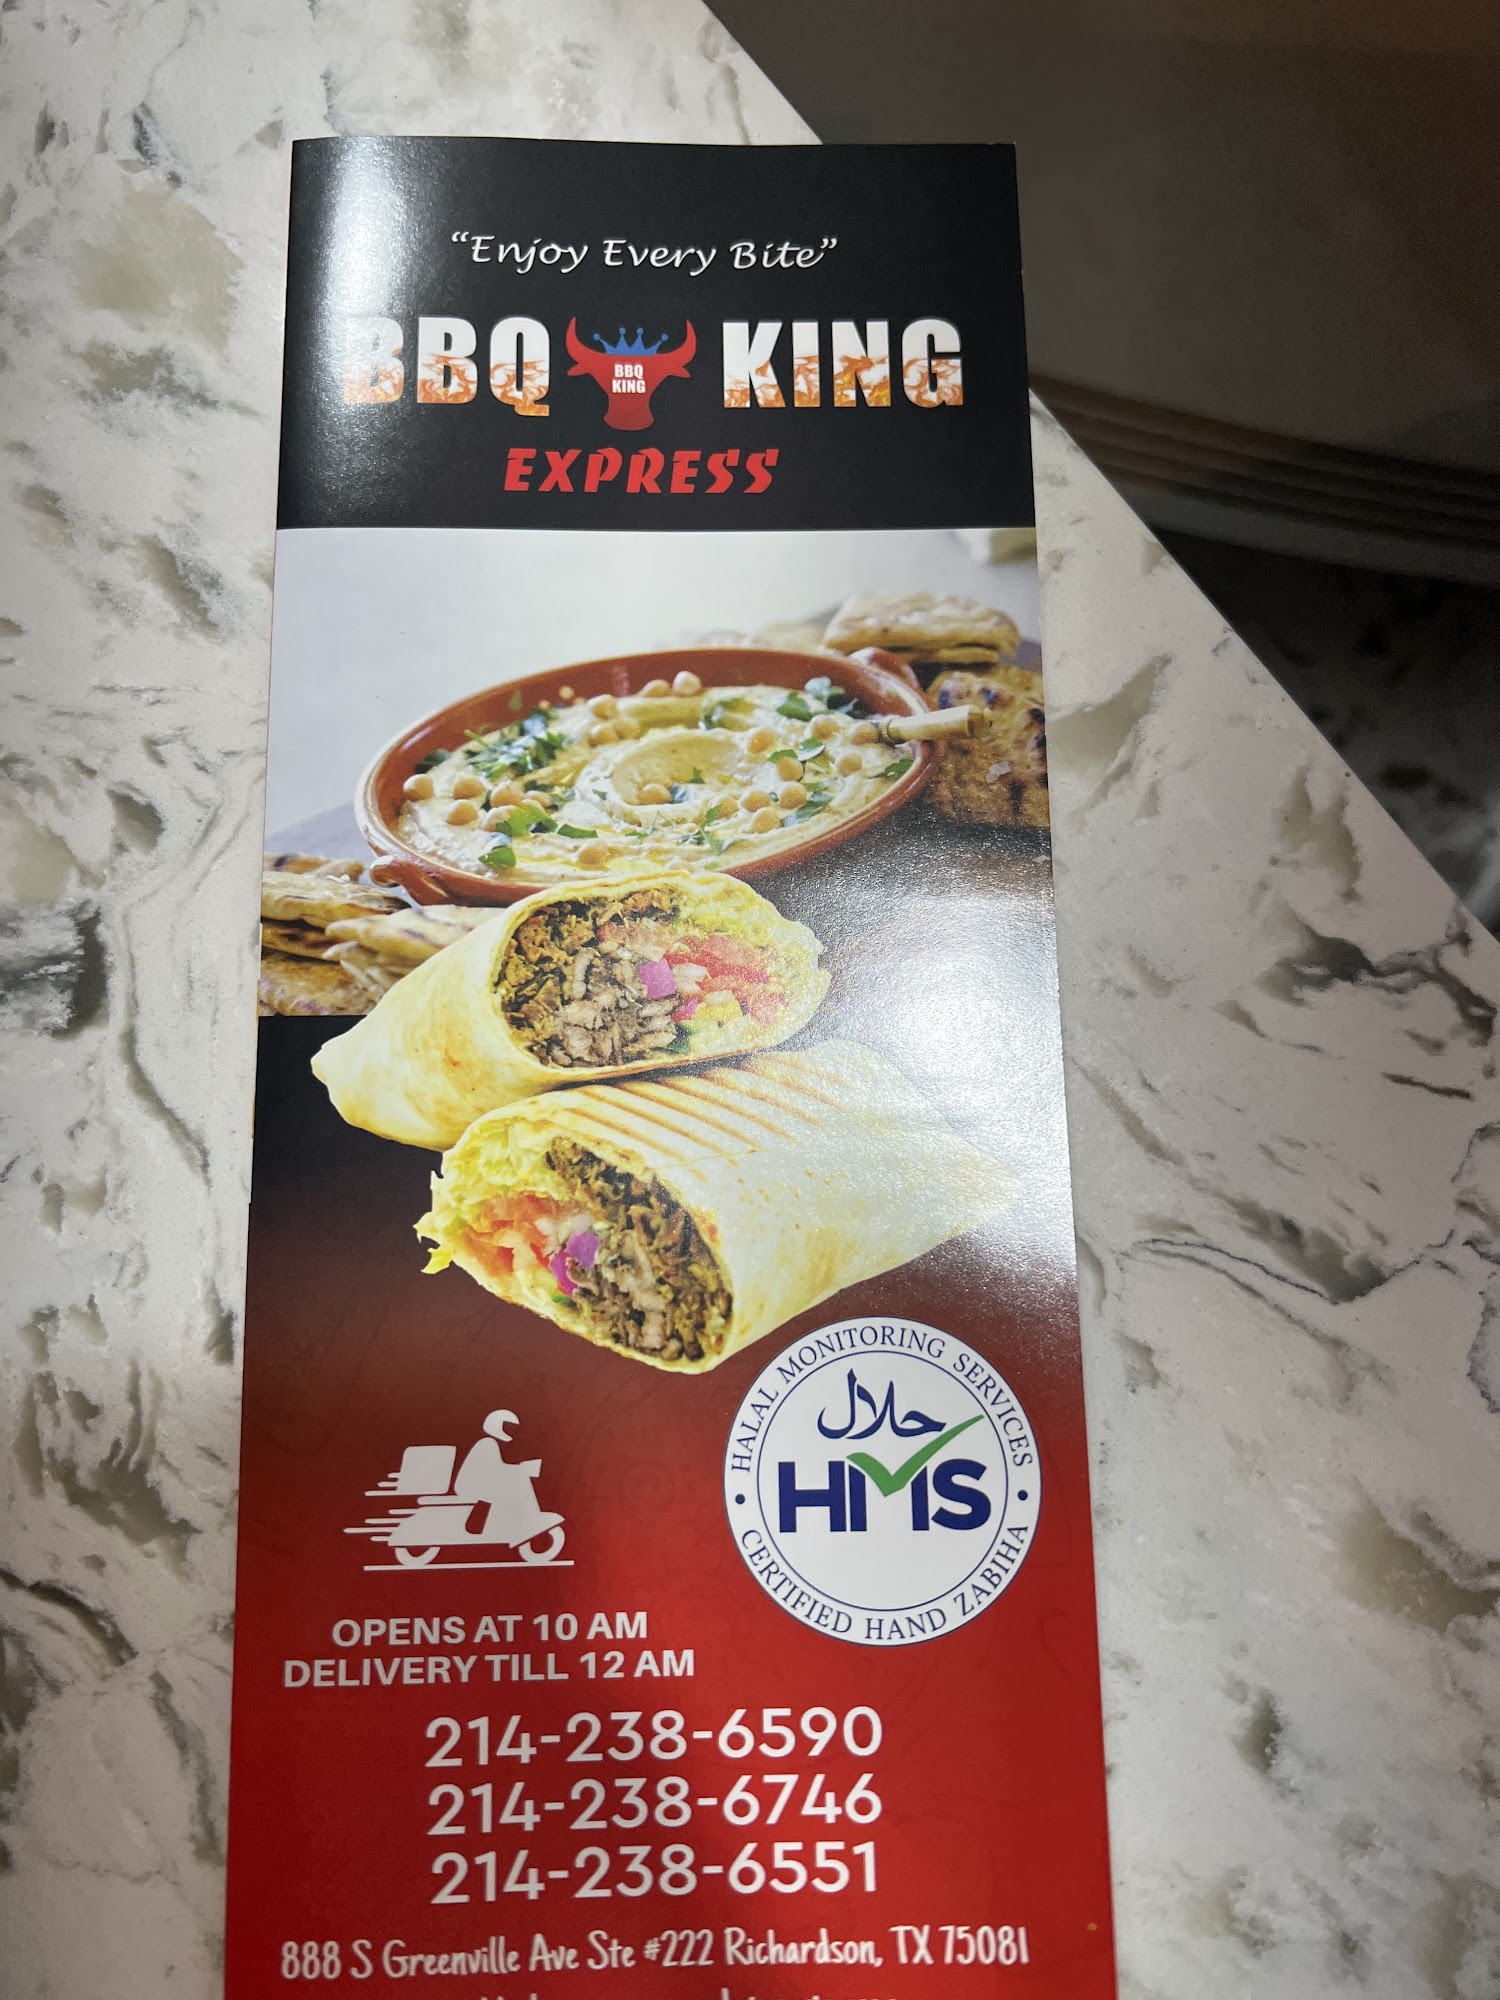 “Enjoy Every Bite”
BBQ KING
BBQ
KING
EXPRESS
HALAL MONITORING SERVICES
حلال
HMS
CERTIFIED HAND ZABIHA
OPENS AT 10 AM
DELIVERY TILL 12 AM
214-238-6590
214-238-6746
214-238-6551
888 S Greenville Ave Ste #222 Richardson, TX 75081